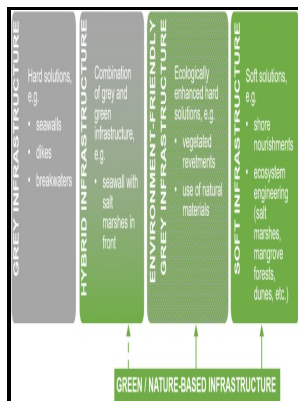 GREY INFRASTRUCTURE
Hard solutions,
e.g.
• seawalls
• dikes
• breakwaters
HYBRID INFRASTRUCTURE
Combination
of grey and
green
infrastructure,
e.g.
• seawall with
salt
marshes in
front
ENVIRONMENT-FRIENDLY
GREY INFRASTRUCTURE
Ecologically
enhanced hard
solutions, e.g.
• vegetated
revetments
• use of natural
materials
SOFT INFRASTRUCTURE
Soft solutions,
e.g.
• shore
nourishments
• ecosystem
engineering
(salt
marshes,
mangrove
forests,
dunes, etc.)
GREEN / NATURE-BASED INFRASTRUCTURE